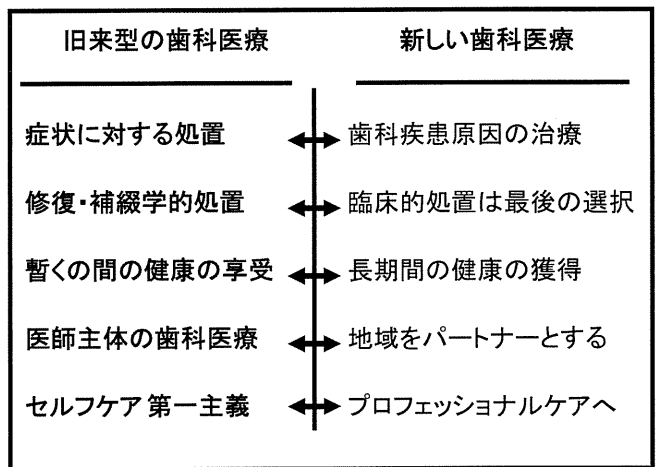 旧来型の歯科医療 新しい歯科医療
症状に対する処置 歯科疾患原因の治療
修復・補綴学的処置 臨床的処置は最後の選択
暫くの間の健康の享受 長期間の健康の獲得
医師主体の歯科医療 地域をパートナーとする
セルフケア第一主義 プロフェッショナルケアへ